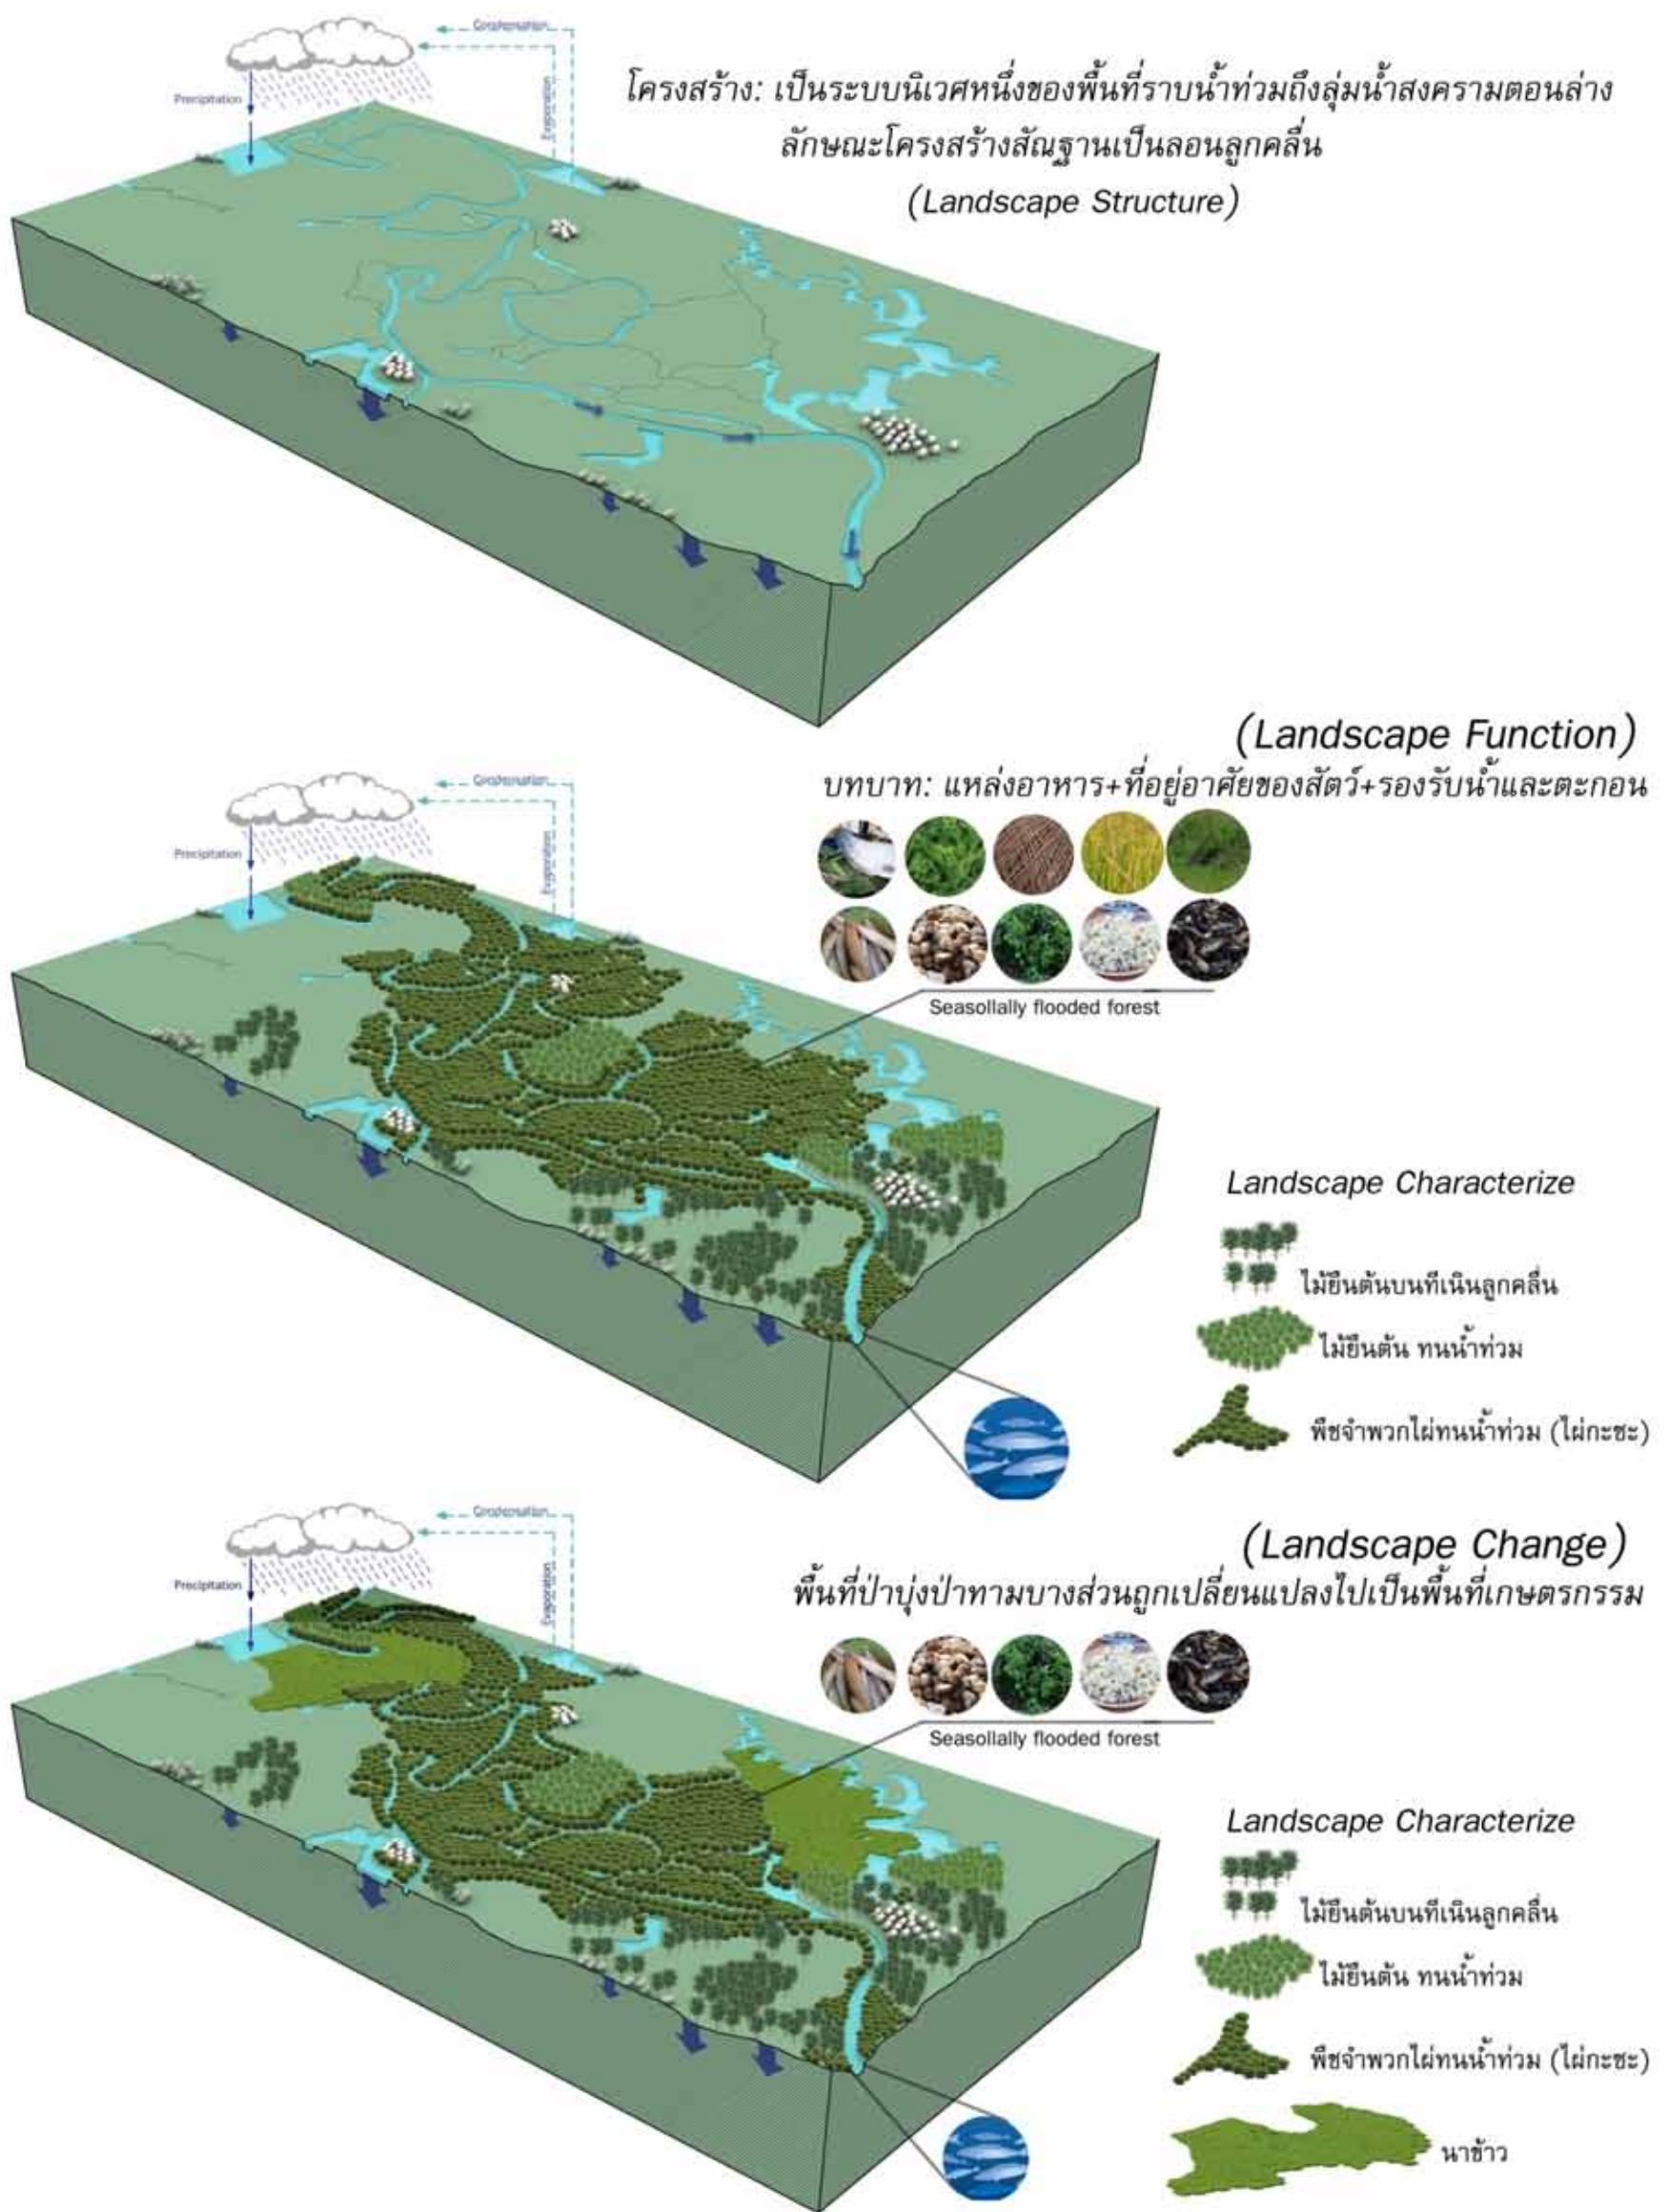 Condensation
Precipitation
Evaporation
โครงสร้าง: เป็นระบบนิเวศหนึ่งของพื้นที่ราบน้ำท่วมถึงลุ่มน้ำสงครามตอนล่าง
ลักษณะโครงสร้างสัณฐานเป็นลอนลูกคลื่น
(Landscape Structure)
(Landscape Function)
บทบาท: แหล่งอาหาร+ที่อยู่อาศัยของสัตว์+รองรับน้ำและตะกอน
Condensation
Precipitation
Evaporation
Seasollally flooded forest
Landscape Characterize
ไม้ยืนต้นบนทีเนินลูกคลื่น
ไม้ยืนต้น ทนน้ำท่วม
พืชจำพวกไผ่ทนน้ำท่วม (ไผ่กะชะ)
Condensation
Precipitation
Evaporation
(Landscape Change)
พื้นที่ป่าบุ่งป่าทามบางส่วนถูกเปลี่ยนแปลงไปเป็นพื้นที่เกษตรกรรม
Seasollally flooded forest
Landscape Characterize
ไม้ยืนต้นบนทีเนินลูกคลื่น
ไม้ยืนต้น ทนน้ำท่วม
พืชจำพวกไผ่ทนน้ำท่วม (ไผ่กะชะ)
นาข้าว